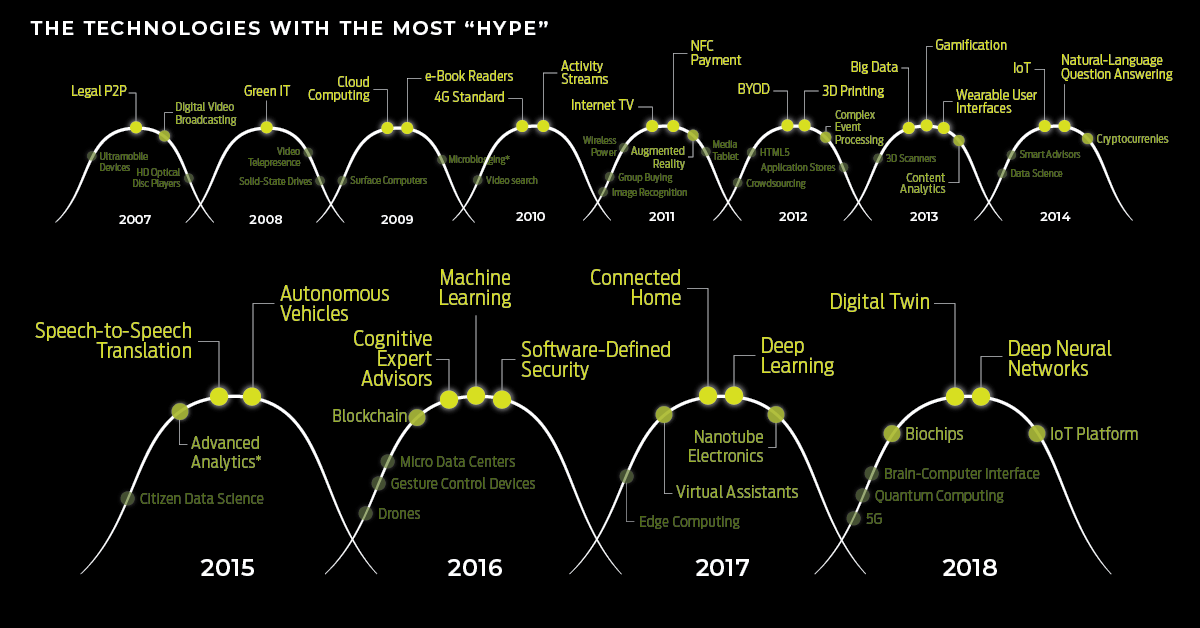 THE TECHNOLOGIES WITH THE MOST “HYPE”
Legal P2P
Digital Video
Broadcasting
Ultramobile
Devices
HD Optical
Disc Players
2007
Green IT
Video
Telepresence
Solid-State Drives
2008
Cloud
Computing
e-Book Readers
Surface Computers
Microblogging*
2009
4G Standard
Activity
Streams
Video search
2010
Internet TV
NFC
Payment
Wireless
Power
Augmented
Reality
Media
Tablet
Group Buying
Image Recognition
2011
BYOD
3D Printing
Complex
Event
Processing
HTML5
Application Stores
Crowdsourcing
2012
Big Data
Gamification
Wearable User
Interfaces
3D Scanners
Content
Analytics
2013
IoT
Natural-Language
Question Answering
Cryptocurrenies
Smart Advisors
Data Science
2014
Speech-to-Speech
Translation
Autonomous
Vehicles
Advanced
Analytics*
Citizen Data Science
2015
Machine
Learning
Cognitive
Expert
Advisors
Software-Defined
Security
Blockchain
Micro Data Centers
Gesture Control Devices
Drones
2016
Connected
Home
Deep
Learning
Nanotube
Electronics
Virtual Assistants
Edge Computing
2017
Digital Twin
Deep Neural
Networks
Biochips
IoT Platform
Brain-Computer Interface
Quantum Computing
5G
2018